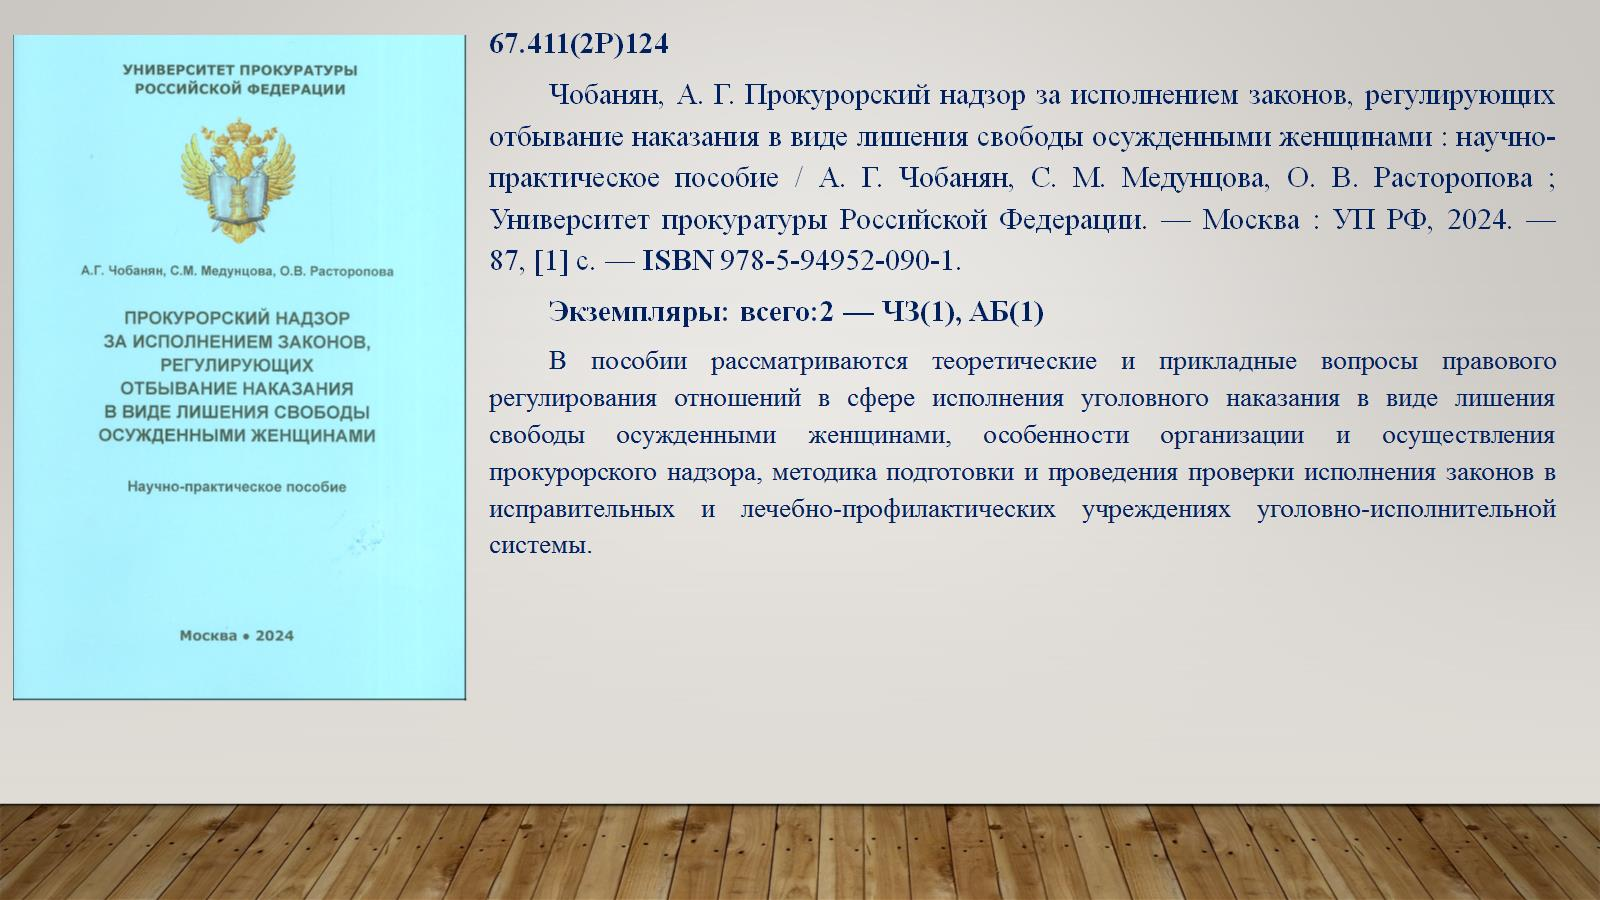 УНИВЕРСИТЕТ ПРОКУРАТУРЫ
РОССИЙСКОЙ ФЕДЕРАЦИИ
А.Г. Чобанян, С.М. Медунцова, О.В. Расторопова
ПРОКУРОРСКИЙ НАДЗОР
ЗА ИСПОЛНЕНИЕМ ЗАКОНОВ,
РЕГУЛИРУЮЩИХ
ОТБЫВАНИЕ НАКАЗАНИЯ
В ВИДЕ ЛИШЕНИЯ СВОБОДЫ
ОСУЖДЕННЫМИ ЖЕНЩИНАМИ
Научно-практическое пособие
Москва • 2024
67.411(2Р)124
Чобанян, А. Г. Прокурорский надзор за исполнением законов, регулирующих
отбывание наказания в виде лишения свободы осужденными женщинами : научно-
практическое пособие / А. Г. Чобанян, С. М. Медунцова, О. В. Расторопова ;
Университет прокуратуры Российской Федерации. — Москва : УП РФ, 2024. —
87, [1] с. — ISBN 978-5-94952-090-1.
Экземпляры: всего:2 — ЧЗ(1), АБ(1)
В пособии рассматриваются теоретические и прикладные вопросы правового
регулирования отношений в сфере исполнения уголовного наказания в виде лишения
свободы осужденными женщинами, особенности организации и осуществления
прокурорского надзора, методика подготовки и проведения проверки исполнения законов в
исправительных и лечебно-профилактических учреждениях уголовно-исполнительной
системы.